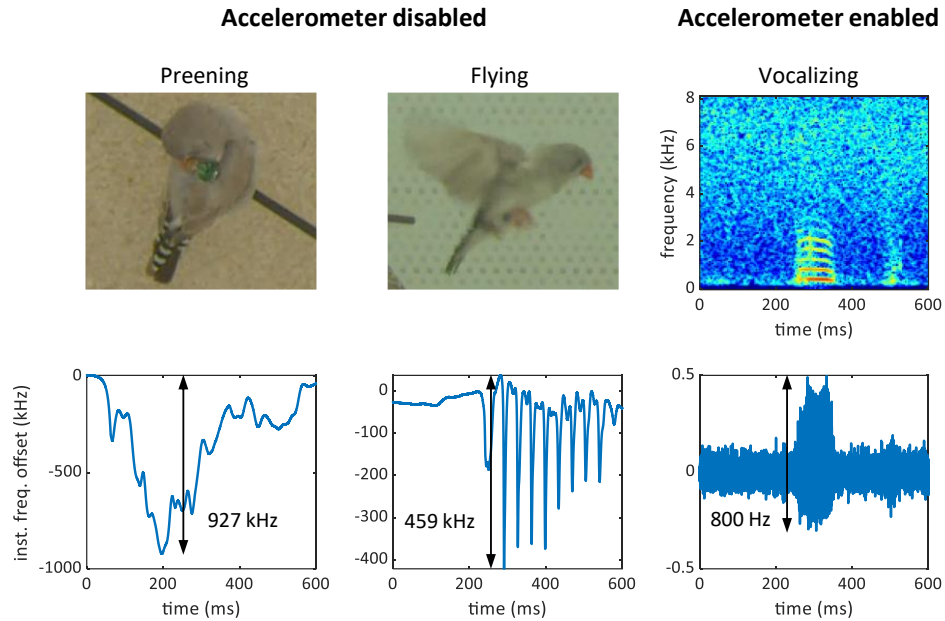 Accelerometer disabled
Accelerometer enabled
Preening
Flying
Vocalizing
frequency (kHz)
8
6
4
2
0
0 200 400 600
time (ms)
inst. freq. offset (kHz)
0
-500
-1000
927 kHz
0 200 400 600
time (ms)
0
-100
-200
-300
-400
459 kHz
0 200 400 600
time (ms)
0.5
0
-0.5
800 Hz
0 200 400 600
time (ms)